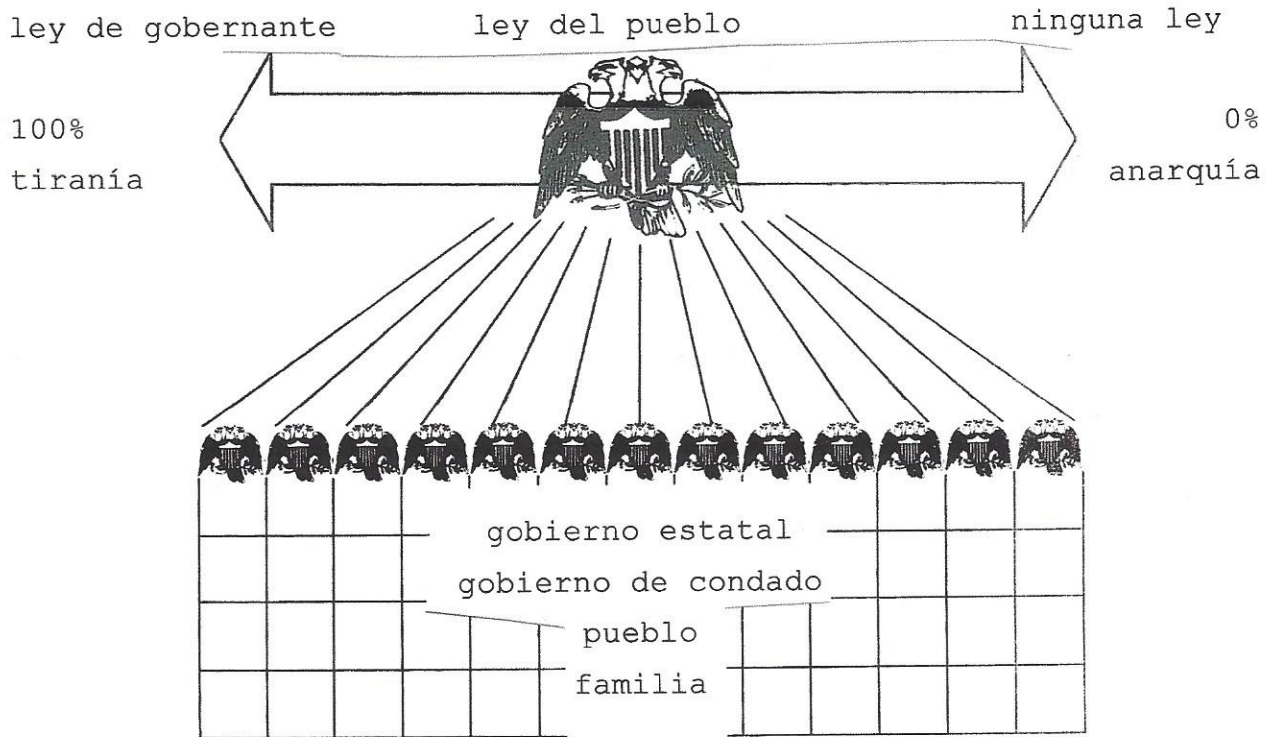 ley de gobernante ley del pueblo ninguna ley
100% 0%
tiranía anarquía
gobierno estatal
gobierno de condado
pueblo
familia